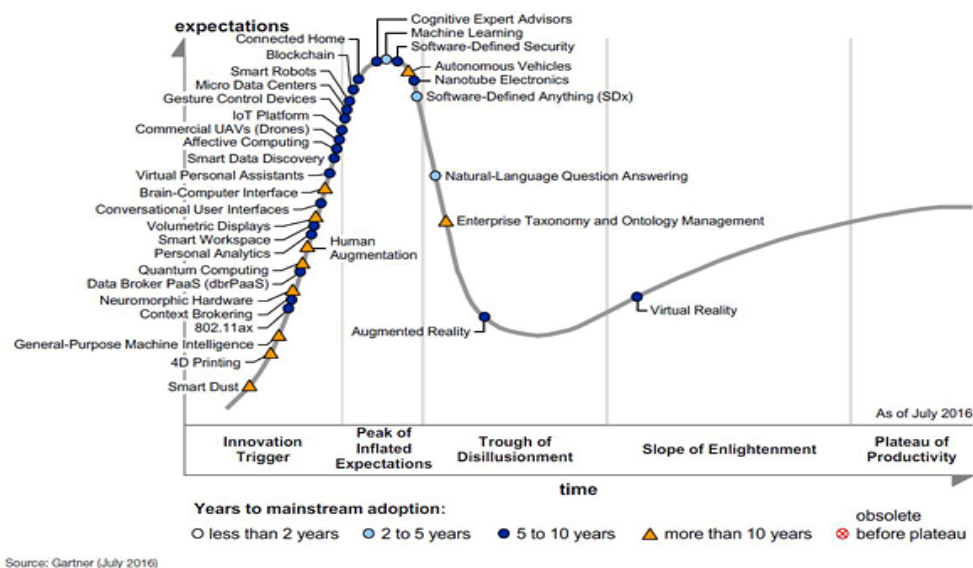 expectations
Cognitive Expert Advisors
Machine Learning
Connected Home
Software-Defined Security
Blockchain
Autonomous Vehicles
Smart Robots
Nanotube Electronics
Micro Data Centers
Gesture Control Devices
Software-Defined Anything (SDx)
IoT Platform
Commercial UAVs (Drones)
Affective Computing
Smart Data Discovery
Virtual Personal Assistants
Natural-Language Question Answering
Brain-Computer Interface
Conversational User Interfaces
Volumetric Displays
Enterprise Taxonomy and Ontology Management
Smart Workspace
Personal Analytics
Human
Augmentation
Quantum Computing
Data Broker PaaS (dbrPaaS)
Neuromorphic Hardware
Context Brokering
802.11ax
Augmented Reality
Virtual Reality
General-Purpose Machine Intelligence
4D Printing
Smart Dust
As of July 2016
Innovation
Trigger
Peak of
Inflated
Expectations
Trough of
Disillusionment
Slope of Enlightenment
Plateau of
Productivity
time
Years to mainstream adoption:
less than 2 years
2 to 5 years
5 to 10 years
more than 10 years
obsolete
before plateau
Source: Gartner (July 2016)